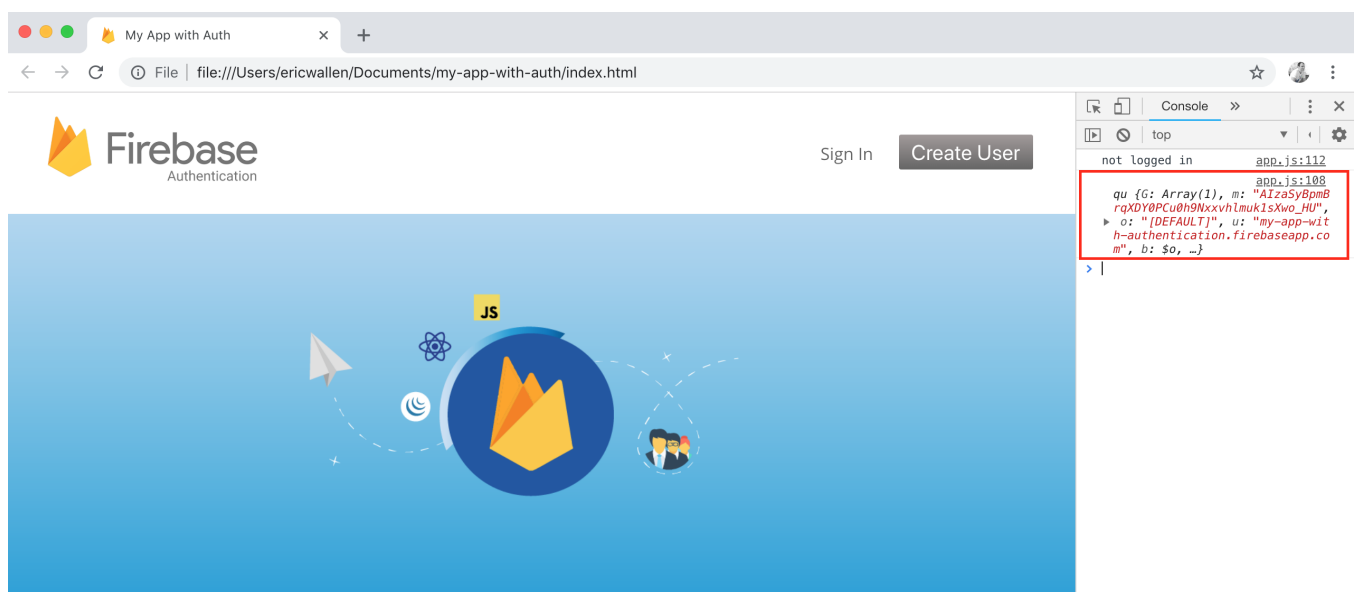 My App with Auth
File | file:///Users/ericwallen/Documents/my-app-with-auth/index.html
Firebase
Authentication
Sign In
Create User
Console
top
not logged in app.js:112
app.js:108
qu {G: Array(1), m: "AIzaSyBpmB
rqXDY0PCu0h9Nxxvhlmuk1sXwo_HU",
o: "[DEFAULT]", u: "my-app-wit
h-authentication.firebaseapp.co
m", b: $o, …}
JS